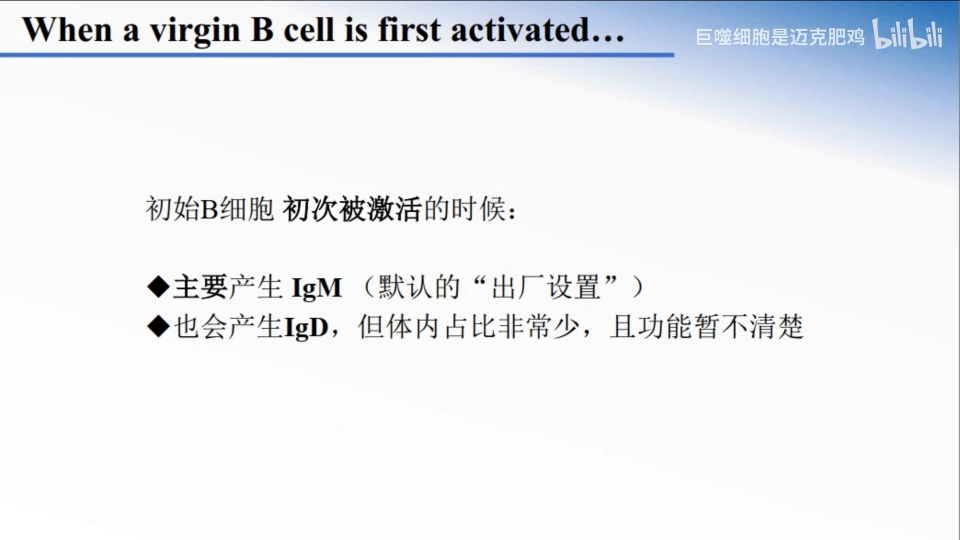 When a virgin B cell is first activated…
巨噬细胞是迈克肥鸡 bilibili
初始B细胞 初次被激活的时候：
◆主要产生 IgM （默认的“出厂设置”）
◆也会产生IgD，但体内占比非常少，且功能暂不清楚